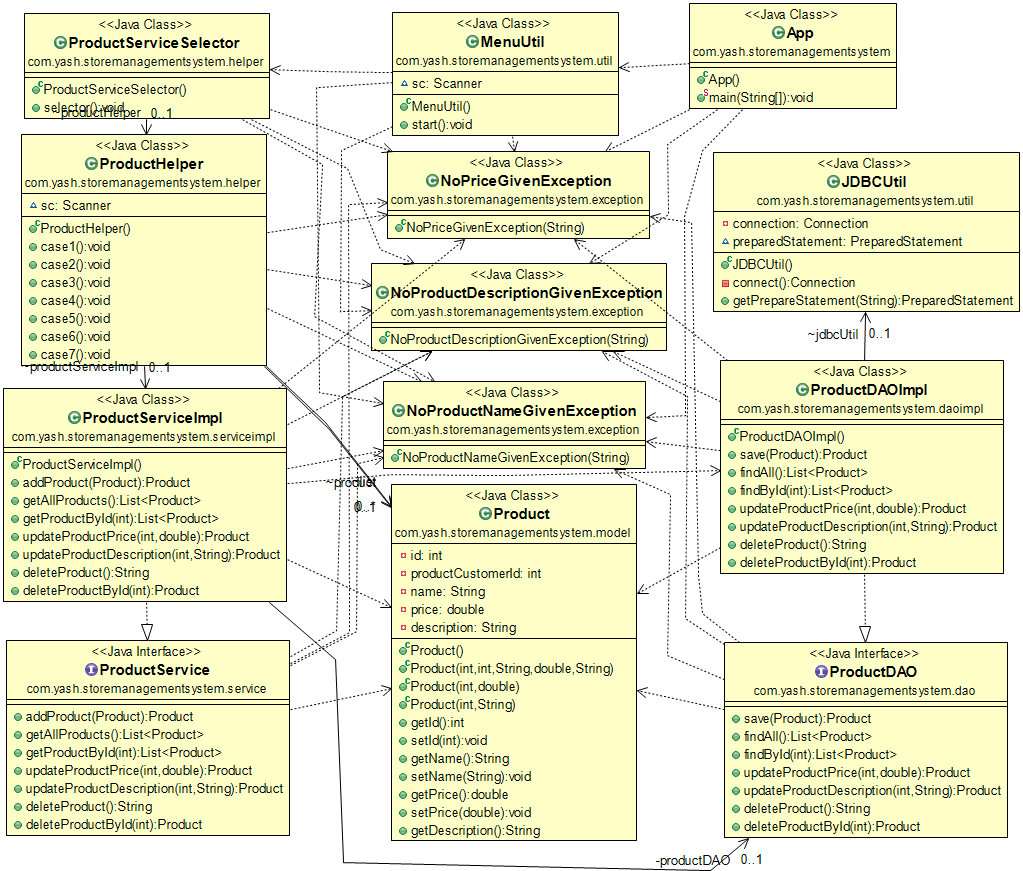 <<Java Class>>
ProductServiceSelector
com.yash.storemanagementsystem.helper
ProductServiceSelector()
selector():void
~productHelper 0..1
<<Java Class>>
MenuUtil
com.yash.storemanagementsystem.util
sc: Scanner
MenuUtil()
start():void
<<Java Class>>
App
com.yash.storemanagementsystem
App()
main(String[]):void
<<Java Class>>
ProductHelper
com.yash.storemanagementsystem.helper
sc: Scanner
ProductHelper()
case1():void
case2():void
case3():void
case4():void
case5():void
case6():void
case7():void
~productServiceImpl 0..1
<<Java Class>>
NoPriceGivenException
com.yash.storemanagementsystem.exception
NoPriceGivenException(String)
<<Java Class>>
JDBCUtil
com.yash.storemanagementsystem.util
connection: Connection
preparedStatement: PreparedStatement
JDBCUtil()
connect():Connection
getPrepareStatement(String):PreparedStatement
~jdbcUtil 0..1
<<Java Class>>
NoProductDescriptionGivenException
com.yash.storemanagementsystem.exception
NoProductDescriptionGivenException(String)
<<Java Class>>
NoProductNameGivenException
com.yash.storemanagementsystem.exception
NoProductNameGivenException(String)
<<Java Class>>
ProductServiceImpl
com.yash.storemanagementsystem.serviceimpl
ProductServiceImpl()
addProduct(Product):Product
getAllProducts():List<Product>
getProductById(int):List<Product>
updateProductPrice(int,double):Product
updateProductDescription(int,String):Product
deleteProduct():String
deleteProductById(int):Product
<<Java Class>>
ProductDAOImpl
com.yash.storemanagementsystem.daoimpl
ProductDAOImpl()
save(Product):Product
findAll():List<Product>
findById(int):List<Product>
updateProductPrice(int,double):Product
updateProductDescription(int,String):Product
deleteProduct():String
deleteProductById(int):Product
<<Java Class>>
Product
com.yash.storemanagementsystem.model
id: int
productCustomerId: int
name: String
price: double
description: String
Product()
Product(int,int,String,double,String)
Product(int,double)
Product(int,String)
getId():int
setId(int):void
getName():String
setName(String):void
getPrice():double
setPrice(double):void
getDescription():String
<<Java Interface>>
ProductService
com.yash.storemanagementsystem.service
addProduct(Product):Product
getAllProducts():List<Product>
getProductById(int):List<Product>
updateProductPrice(int,double):Product
updateProductDescription(int,String):Product
deleteProduct():String
deleteProductById(int):Product
<<Java Interface>>
ProductDAO
com.yash.storemanagementsystem.dao
save(Product):Product
findAll():List<Product>
findById(int):List<Product>
updateProductPrice(int,double):Product
updateProductDescription(int,String):Product
deleteProduct():String
deleteProductById(int):Product
~productDAO 0..1